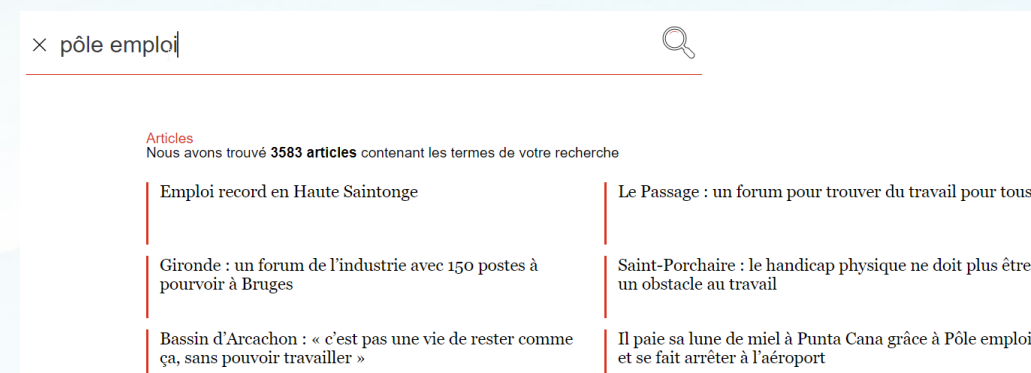 pôle emploi
Articles
Nous avons trouvé 3583 articles contenant les termes de votre recherche
Emploi record en Haute Saintonge
Le Passage : un forum pour trouver du travail pour tous
Gironde : un forum de l’industrie avec 150 postes à
pourvoir à Bruges
Saint-Porchaire : le handicap physique ne doit plus être
un obstacle au travail
Bassin d’Arcachon : « c’est pas une vie de rester comme
ça, sans pouvoir travailler »
Il paie sa lune de miel à Punta Cana grâce à Pôle emploi
et se fait arrêter à l’aéroport